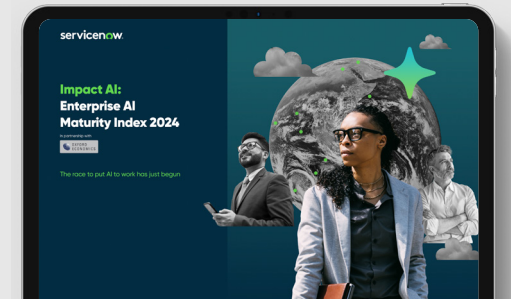 servicenow
Impact AI:
Enterprise AI
Maturity Index 2024
In partnership with
OXFORD
ECONOMICS
The race to put AI to work has just begun